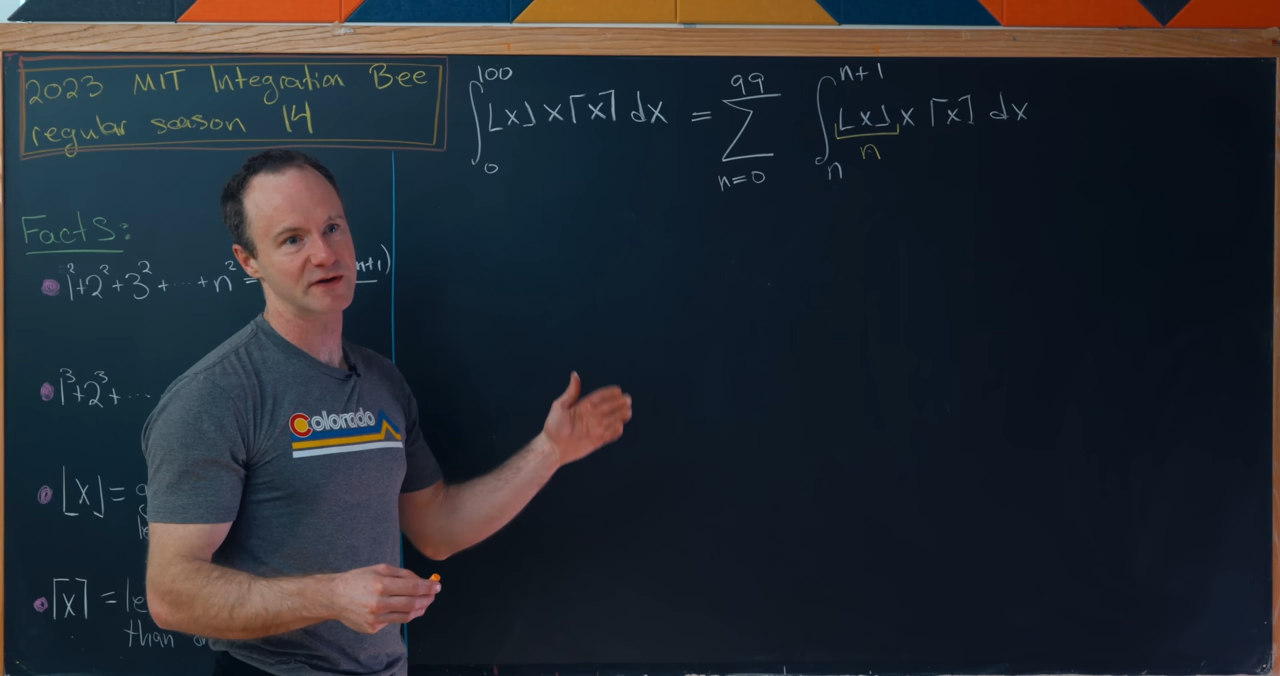 2023 MIT Integration Bee
regular season 14
∫₀¹⁰⁰ ⌊x⌋ x ⌈x⌉ dx = ∑ₙ₌₀⁹⁹ ∫ₙⁿ⁺¹ ⌊x⌋ x ⌈x⌉ dx
n
Facts:
• 1²+2²+3²+⋯+n² = n+1)
• 1³+2³+⋯
• ⌊x⌋ =
• ⌈x⌉ =
than
Colorado